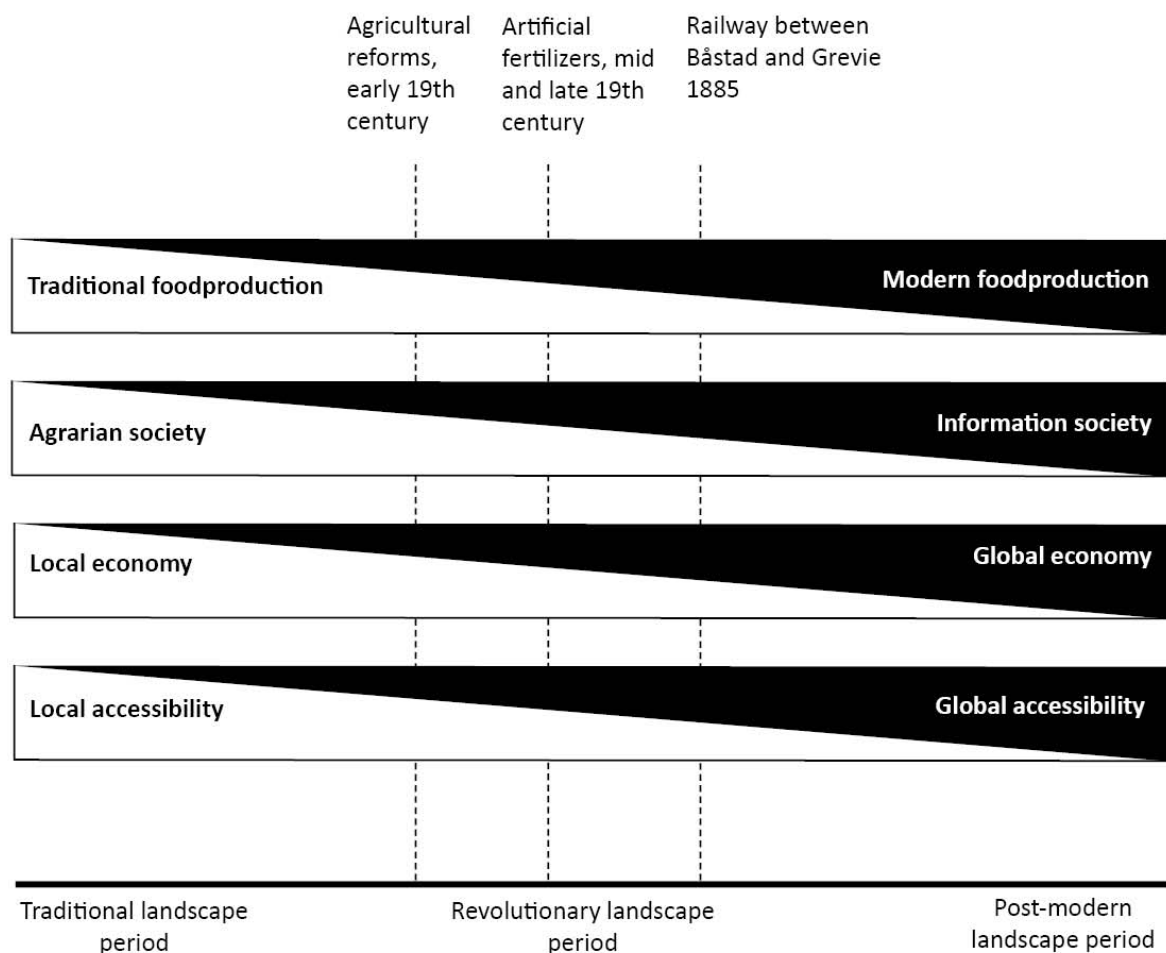 Agricultural
reforms,
early 19th
century
Artificial
fertilizers, mid
and late 19th
century
Railway between
Båstad and Grevie
1885
Traditional foodproduction
Modern foodproduction
Agrarian society
Information society
Local economy
Global economy
Local accessibility
Global accessibility
Traditional landscape
period
Revolutionary landscape
period
Post-modern
landscape period